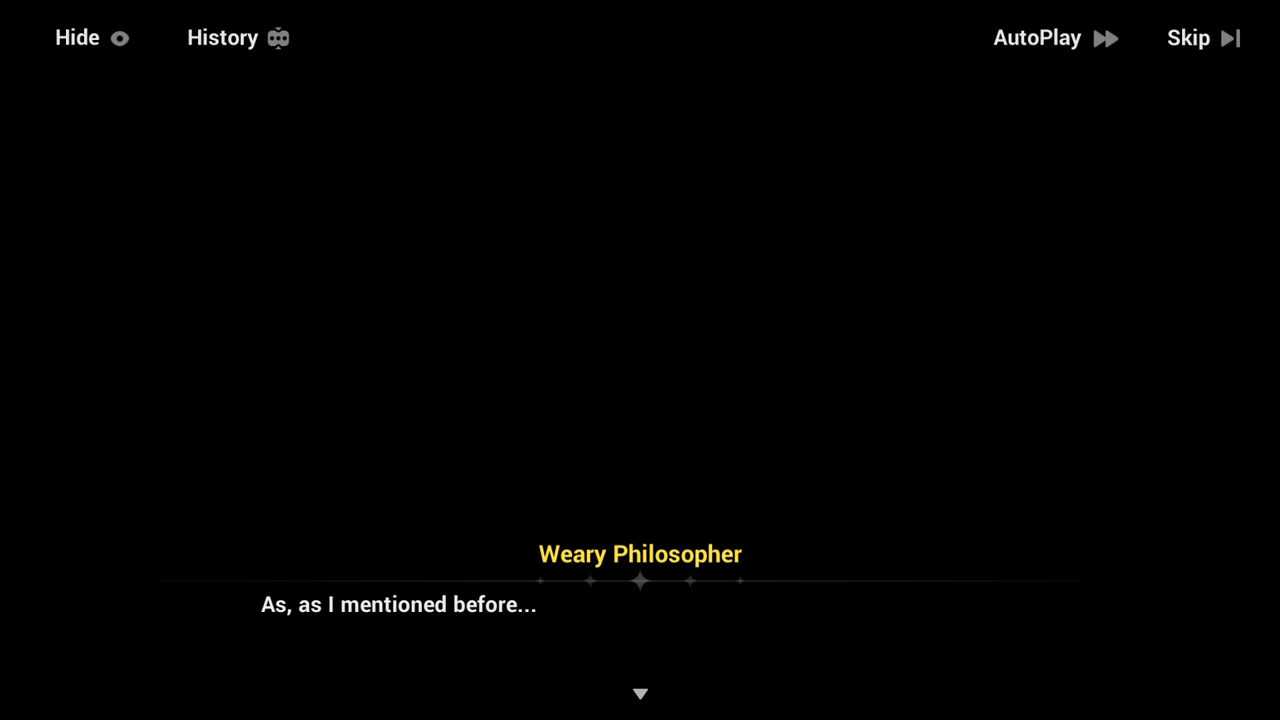 Hide
History
AutoPlay
Skip
Weary Philosopher
As, as I mentioned before...